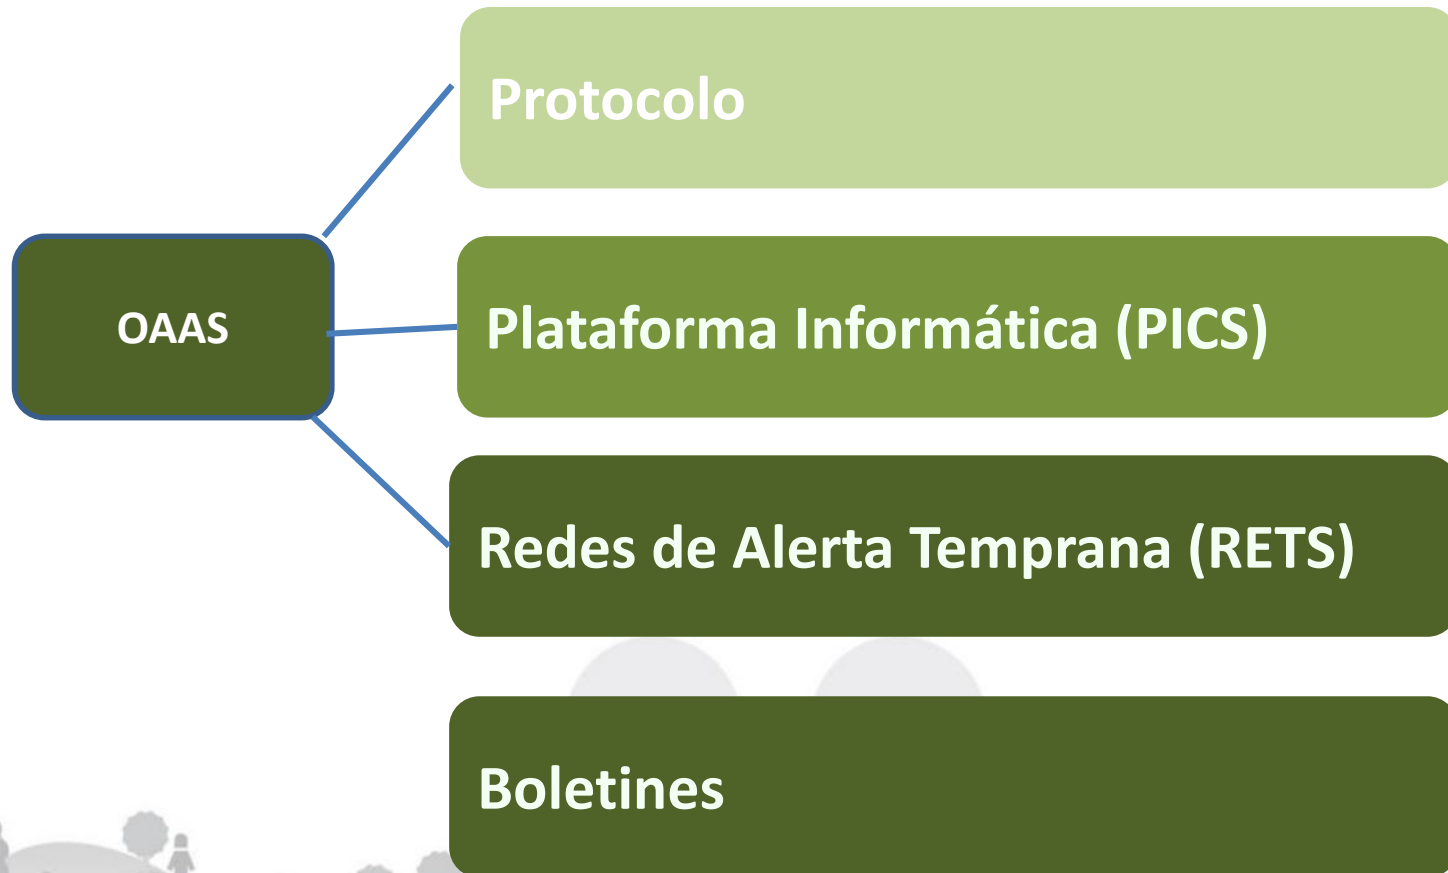 Protocolo
OAAS
Plataforma Informática (PICS)
Redes de Alerta Temprana (RETS)
Boletines